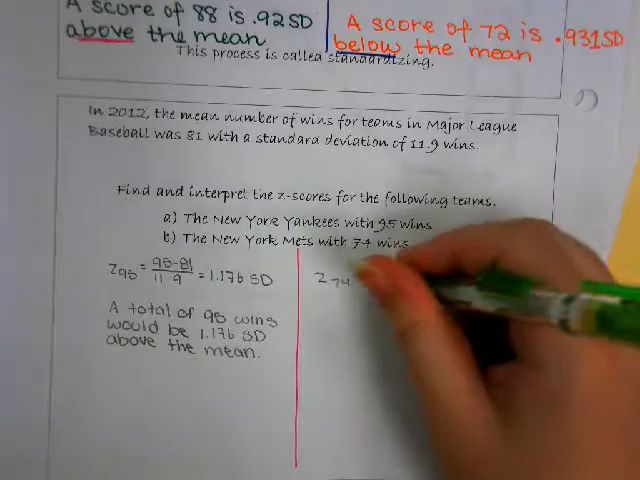 A score of 88 is .92SD
above the mean
A score of 72 is .931SD
below the mean
This process is called standardizing.
In 2012, the mean number of wins for teams in Major League
Baseball was 81 with a standard deviation of 11.9 wins.
Find and interpret the z-scores for the following teams.
a) The New York Yankees with 95 wins
b) The New York Mets with 74 wins
Z95 = 95-81 / 11.9 = 1.176 SD
A total of 95 wins
would be 1.176 SD
above the mean.
Z74